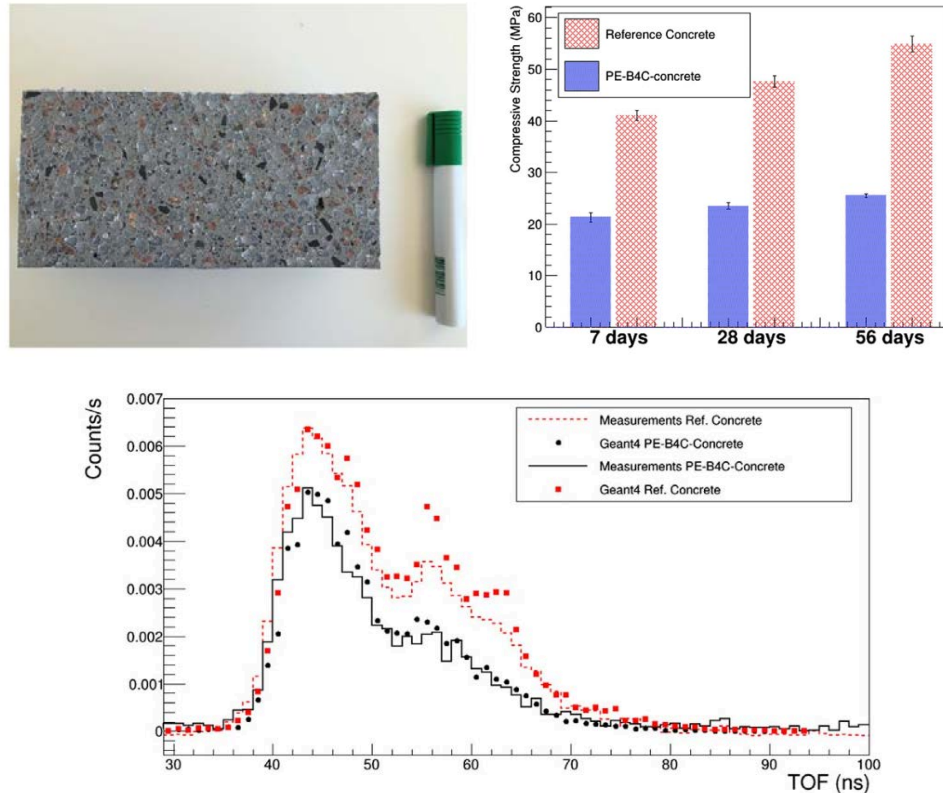 Compressive Strength (MPa)
60
50
40
30
20
10
0
Reference Concrete
PE-B4C-concrete
7 days
28 days
56 days
Counts/s
0.007
0.006
0.005
0.004
0.003
0.002
0.001
0
Measurements Ref. Concrete
Geant4 PE-B4C-Concrete
Measurements PE-B4C-Concrete
Geant4 Ref. Concrete
30 40 50 60 70 80 90 100
TOF (ns)